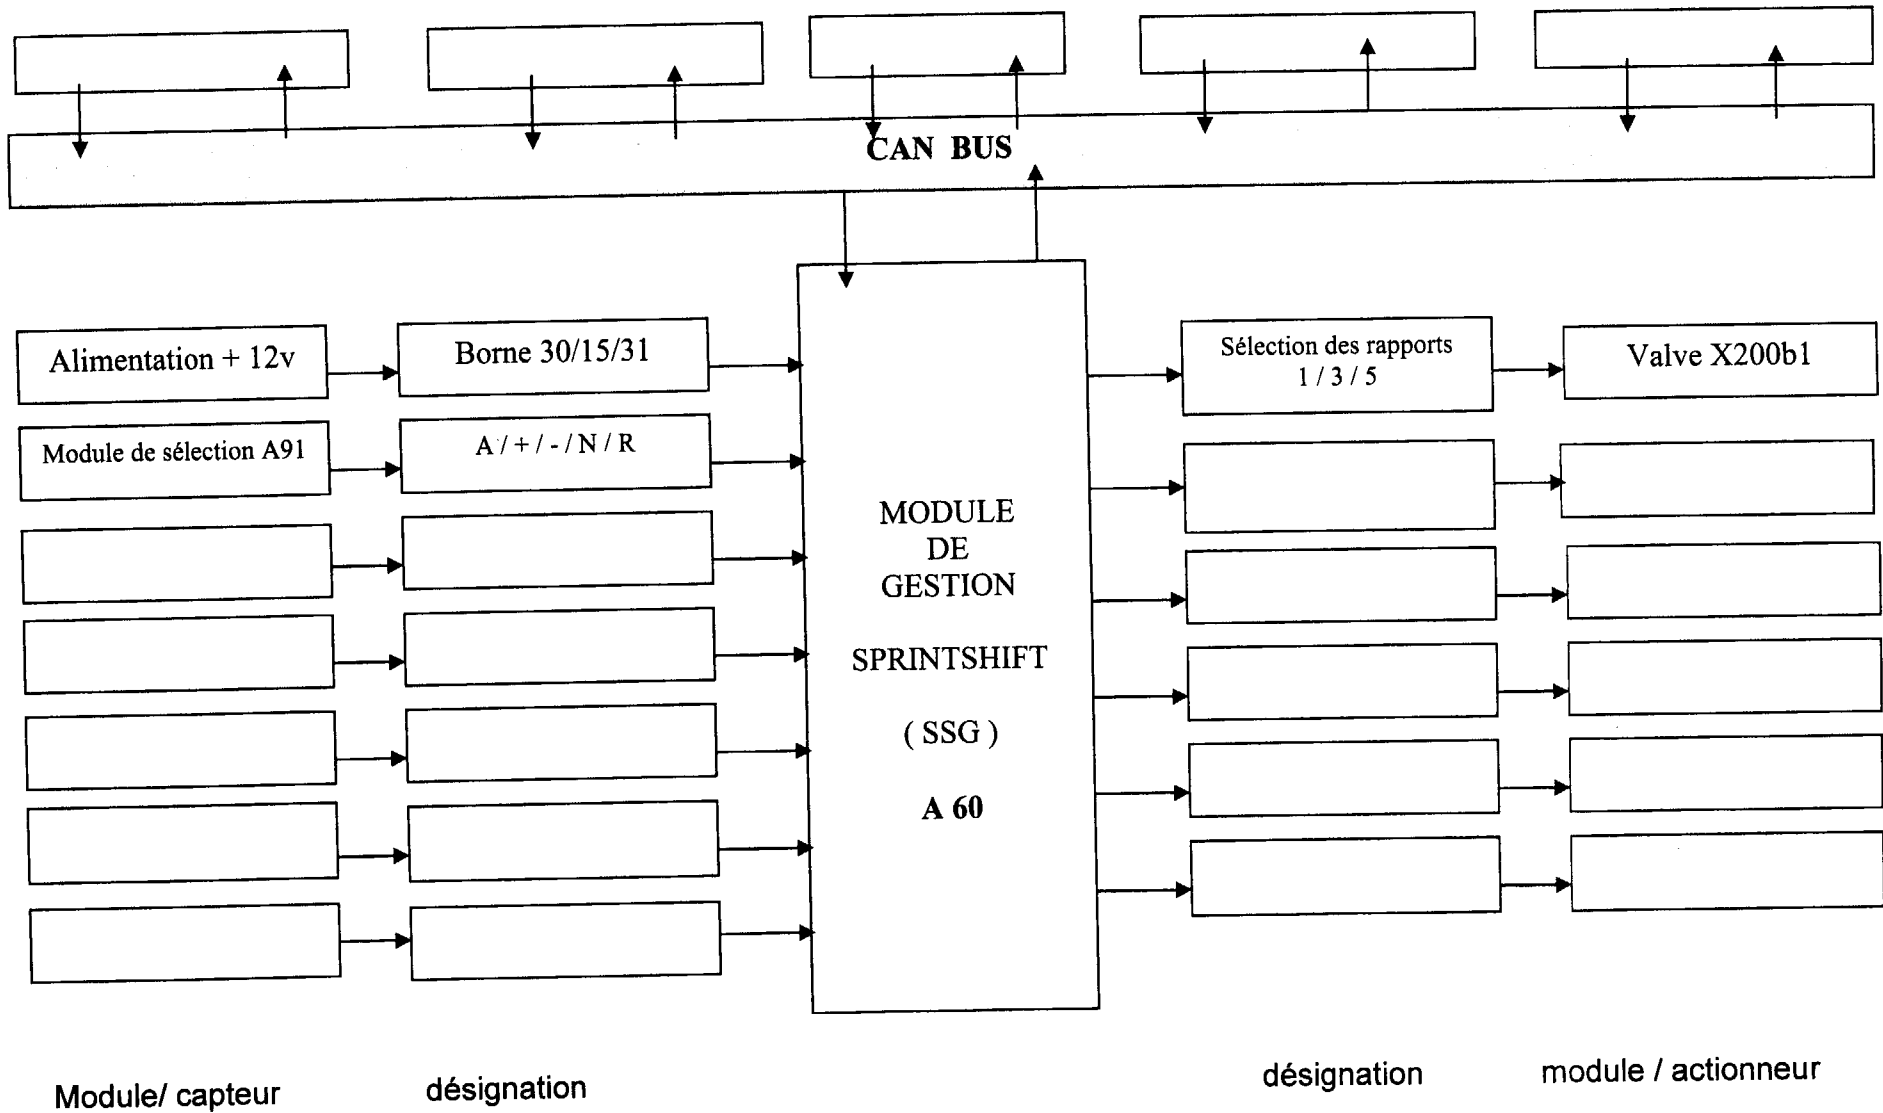 CAN BUS
Alimentation + 12v
Borne 30/15/31
Sélection des rapports
1 / 3 / 5
Valve X200b1
Module de sélection A91
A / + / - / N / R
MODULE
DE
GESTION
SPRINTSHIFT
( SSG )
A 60
Module/ capteur
désignation
désignation
module / actionneur